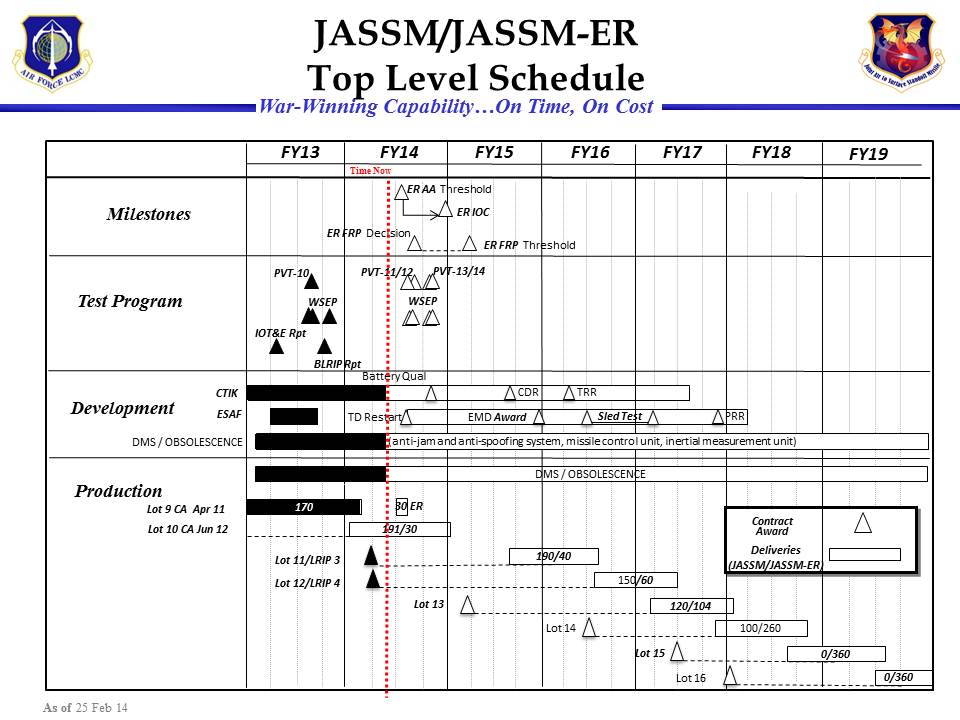 JASSM/JASSM-ER
Top Level Schedule
War-Winning Capability…On Time, On Cost
AIR FORCE LCMC
Joint Air to Surface Standoff Missile
FY13 FY14 FY15 FY16 FY17 FY18 FY19
Time Now
Milestones
ER AA Threshold
ER IOC
ER FRP Decision
ER FRP Threshold
Test Program
PVT-10 PVT-11/12 PVT-13/14
WSEP WSEP
IOT&E Rpt
BLRIP Rpt
Development
Battery Qual
CTIK CDR TRR
ESAF TD Restart EMD Award Sled Test PRR
DMS / OBSOLESCENCE (anti-jam and anti-spoofing system, missile control unit, inertial measurement unit)
Production
DMS / OBSOLESCENCE
Lot 9 CA Apr 11 170 30 ER
Lot 10 CA Jun 12 191/30
Lot 11/LRIP 3 190/40
Lot 12/LRIP 4 150/60
Lot 13 120/104
Lot 14 100/260
Lot 15 0/360
Lot 16 0/360
Contract
Award
Deliveries
(JASSM/JASSM-ER)
As of 25 Feb 14